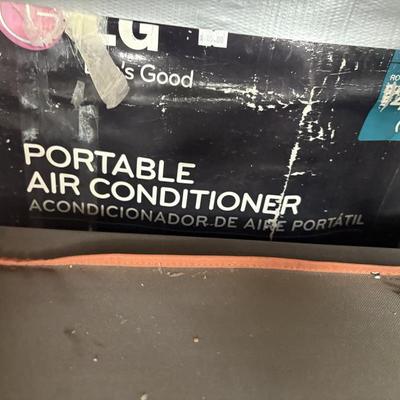 LG
's Good
PORTABLE
AIR CONDITIONER
ACONDICIONADOR DE AIRE PORTÁTIL